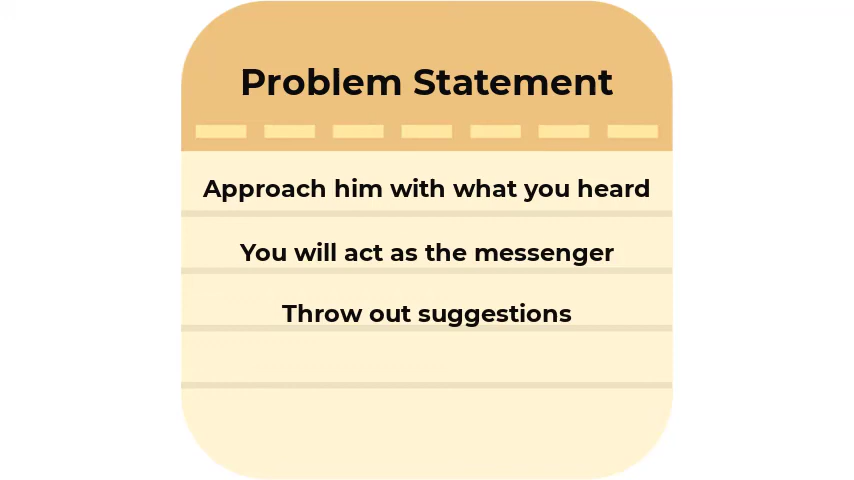 Problem Statement
Approach him with what you heard
You will act as the messenger
Throw out suggestions